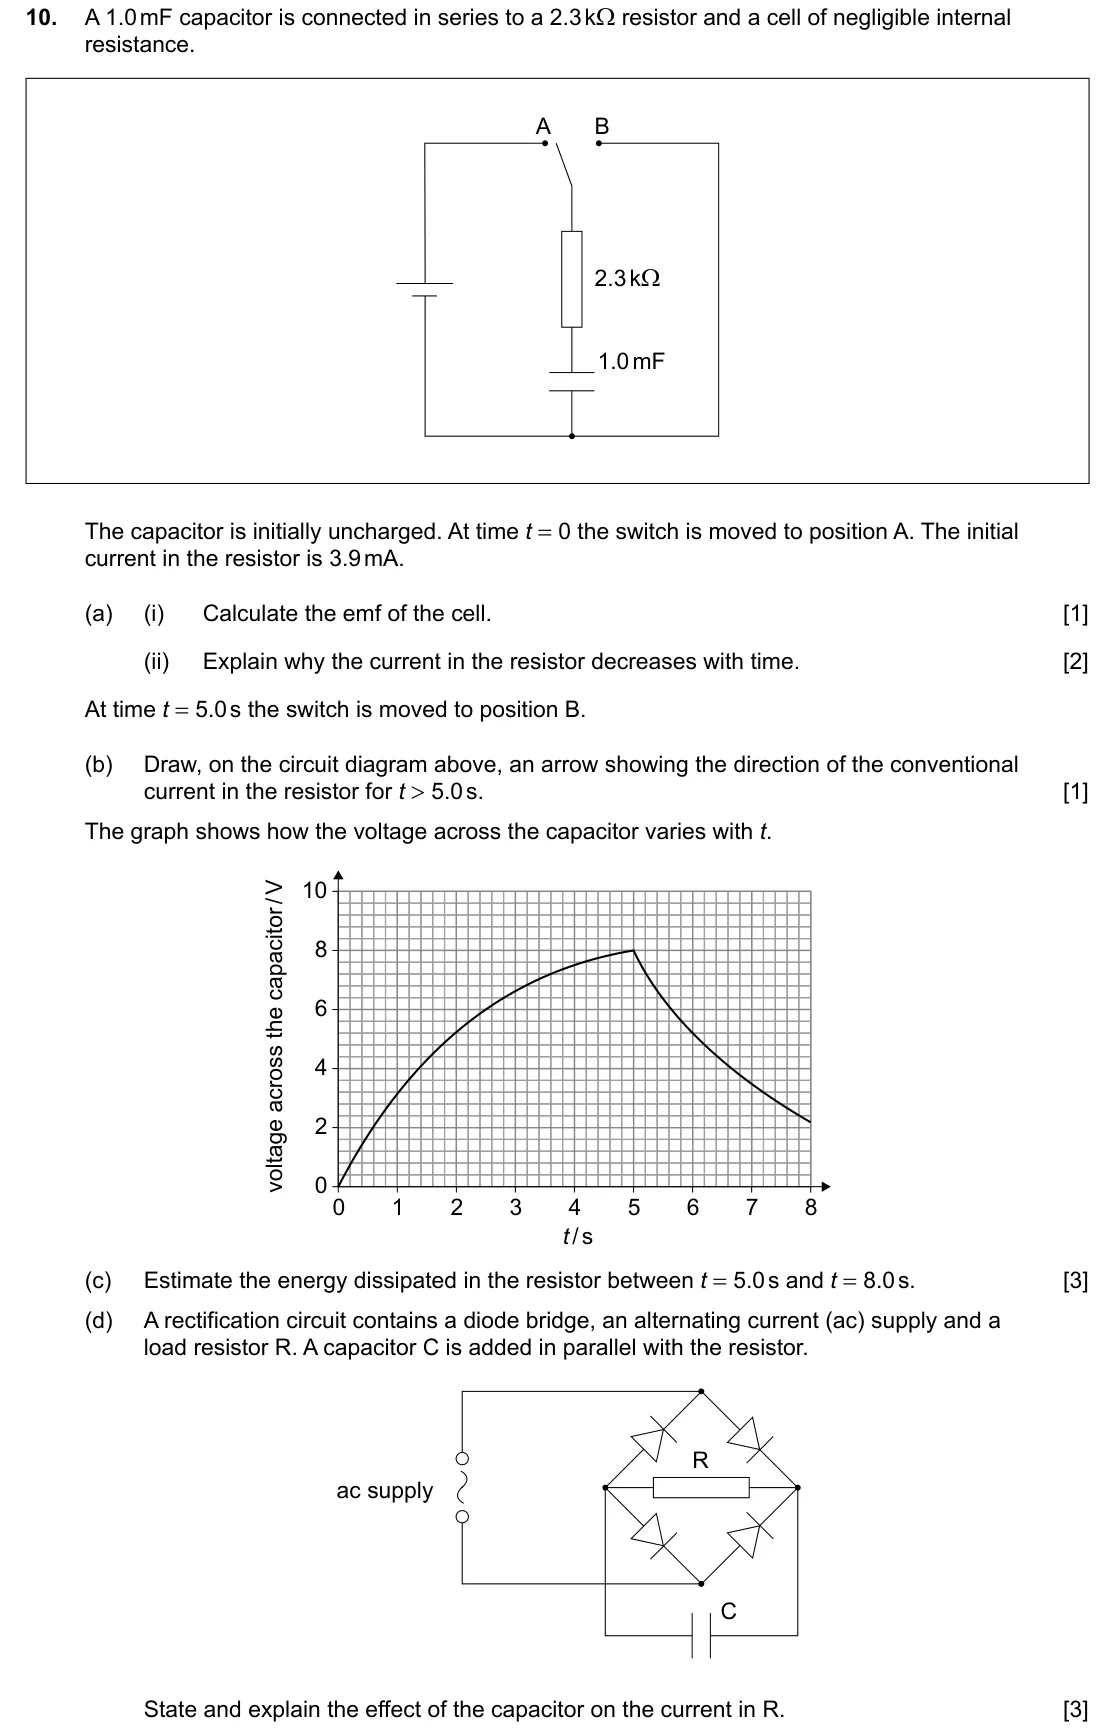 10. A 1.0 mF capacitor is connected in series to a 2.3 kΩ resistor and a cell of negligible internal
resistance.
A B
2.3 kΩ
1.0 mF
The capacitor is initially uncharged. At time t = 0 the switch is moved to position A. The initial
current in the resistor is 3.9 mA.
(a) (i) Calculate the emf of the cell. [1]
(ii) Explain why the current in the resistor decreases with time. [2]
At time t = 5.0 s the switch is moved to position B.
(b) Draw, on the circuit diagram above, an arrow showing the direction of the conventional
current in the resistor for t > 5.0 s. [1]
The graph shows how the voltage across the capacitor varies with t.
voltage across the capacitor / V
10
8
6
4
2
0
0 1 2 3 4 5 6 7 8
t / s
(c) Estimate the energy dissipated in the resistor between t = 5.0 s and t = 8.0 s. [3]
(d) A rectification circuit contains a diode bridge, an alternating current (ac) supply and a
load resistor R. A capacitor C is added in parallel with the resistor.
R
ac supply
C
State and explain the effect of the capacitor on the current in R. [3]